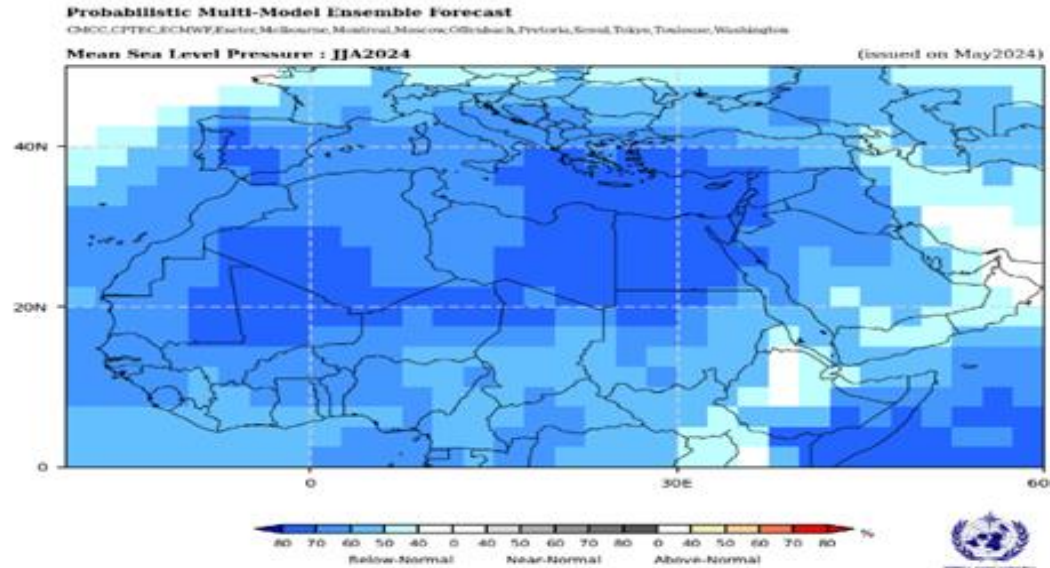 Probabilistic Multi-Model Ensemble Forecast
CMCC,CPTEC,ECMWF,Exeter,Melbourne,Montreal,Moscow,Offenbach,Pretoria,Seoul,Tokyo,Toulouse,Washington
Mean Sea Level Pressure : JJA2024 (issued on May2024)
40N
20N
0
0 30E 60
80 70 60 50 40 0 40 50 60 70 80 0 40 50 60 70 80 %
Below-Normal Near-Normal Above-Normal